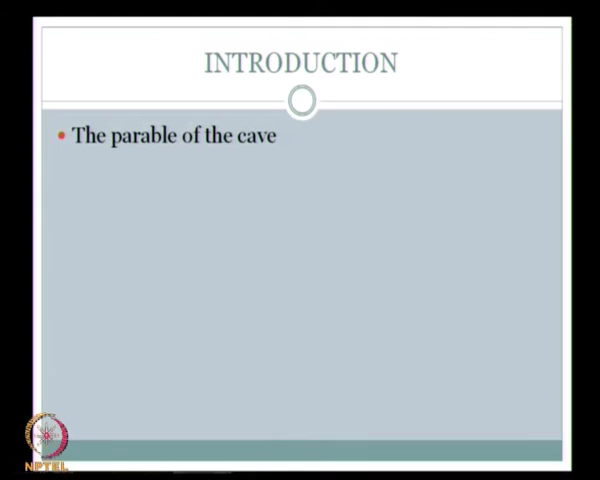 INTRODUCTION
• The parable of the cave
NPTEL